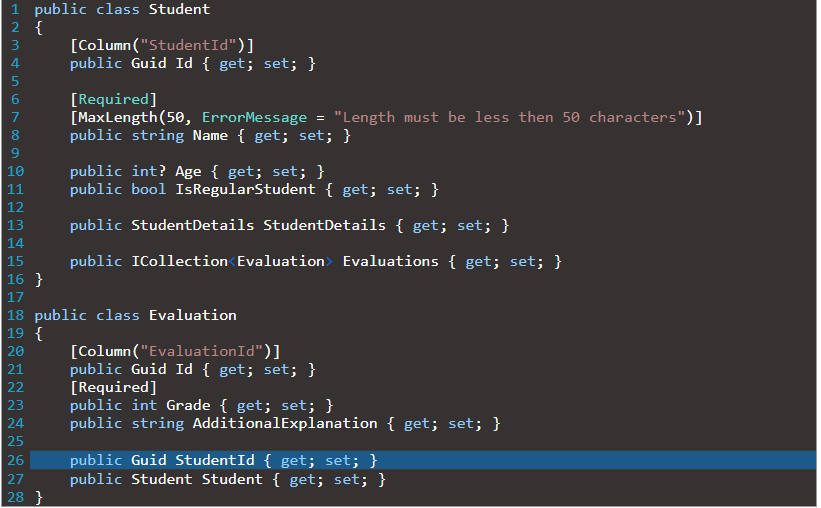 1 public class Student
2 {
3     [Column("StudentId")]
4     public Guid Id { get; set; }
5
6     [Required]
7     [MaxLength(50, ErrorMessage = "Length must be less then 50 characters")]
8     public string Name { get; set; }
9
10     public int? Age { get; set; }
11     public bool IsRegularStudent { get; set; }
12
13     public StudentDetails StudentDetails { get; set; }
14
15     public ICollection<Evaluation> Evaluations { get; set; }
16 }
17
18 public class Evaluation
19 {
20     [Column("EvaluationId")]
21     public Guid Id { get; set; }
22     [Required]
23     public int Grade { get; set; }
24     public string AdditionalExplanation { get; set; }
25
26     public Guid StudentId { get; set; }
27     public Student Student { get; set; }
28 }